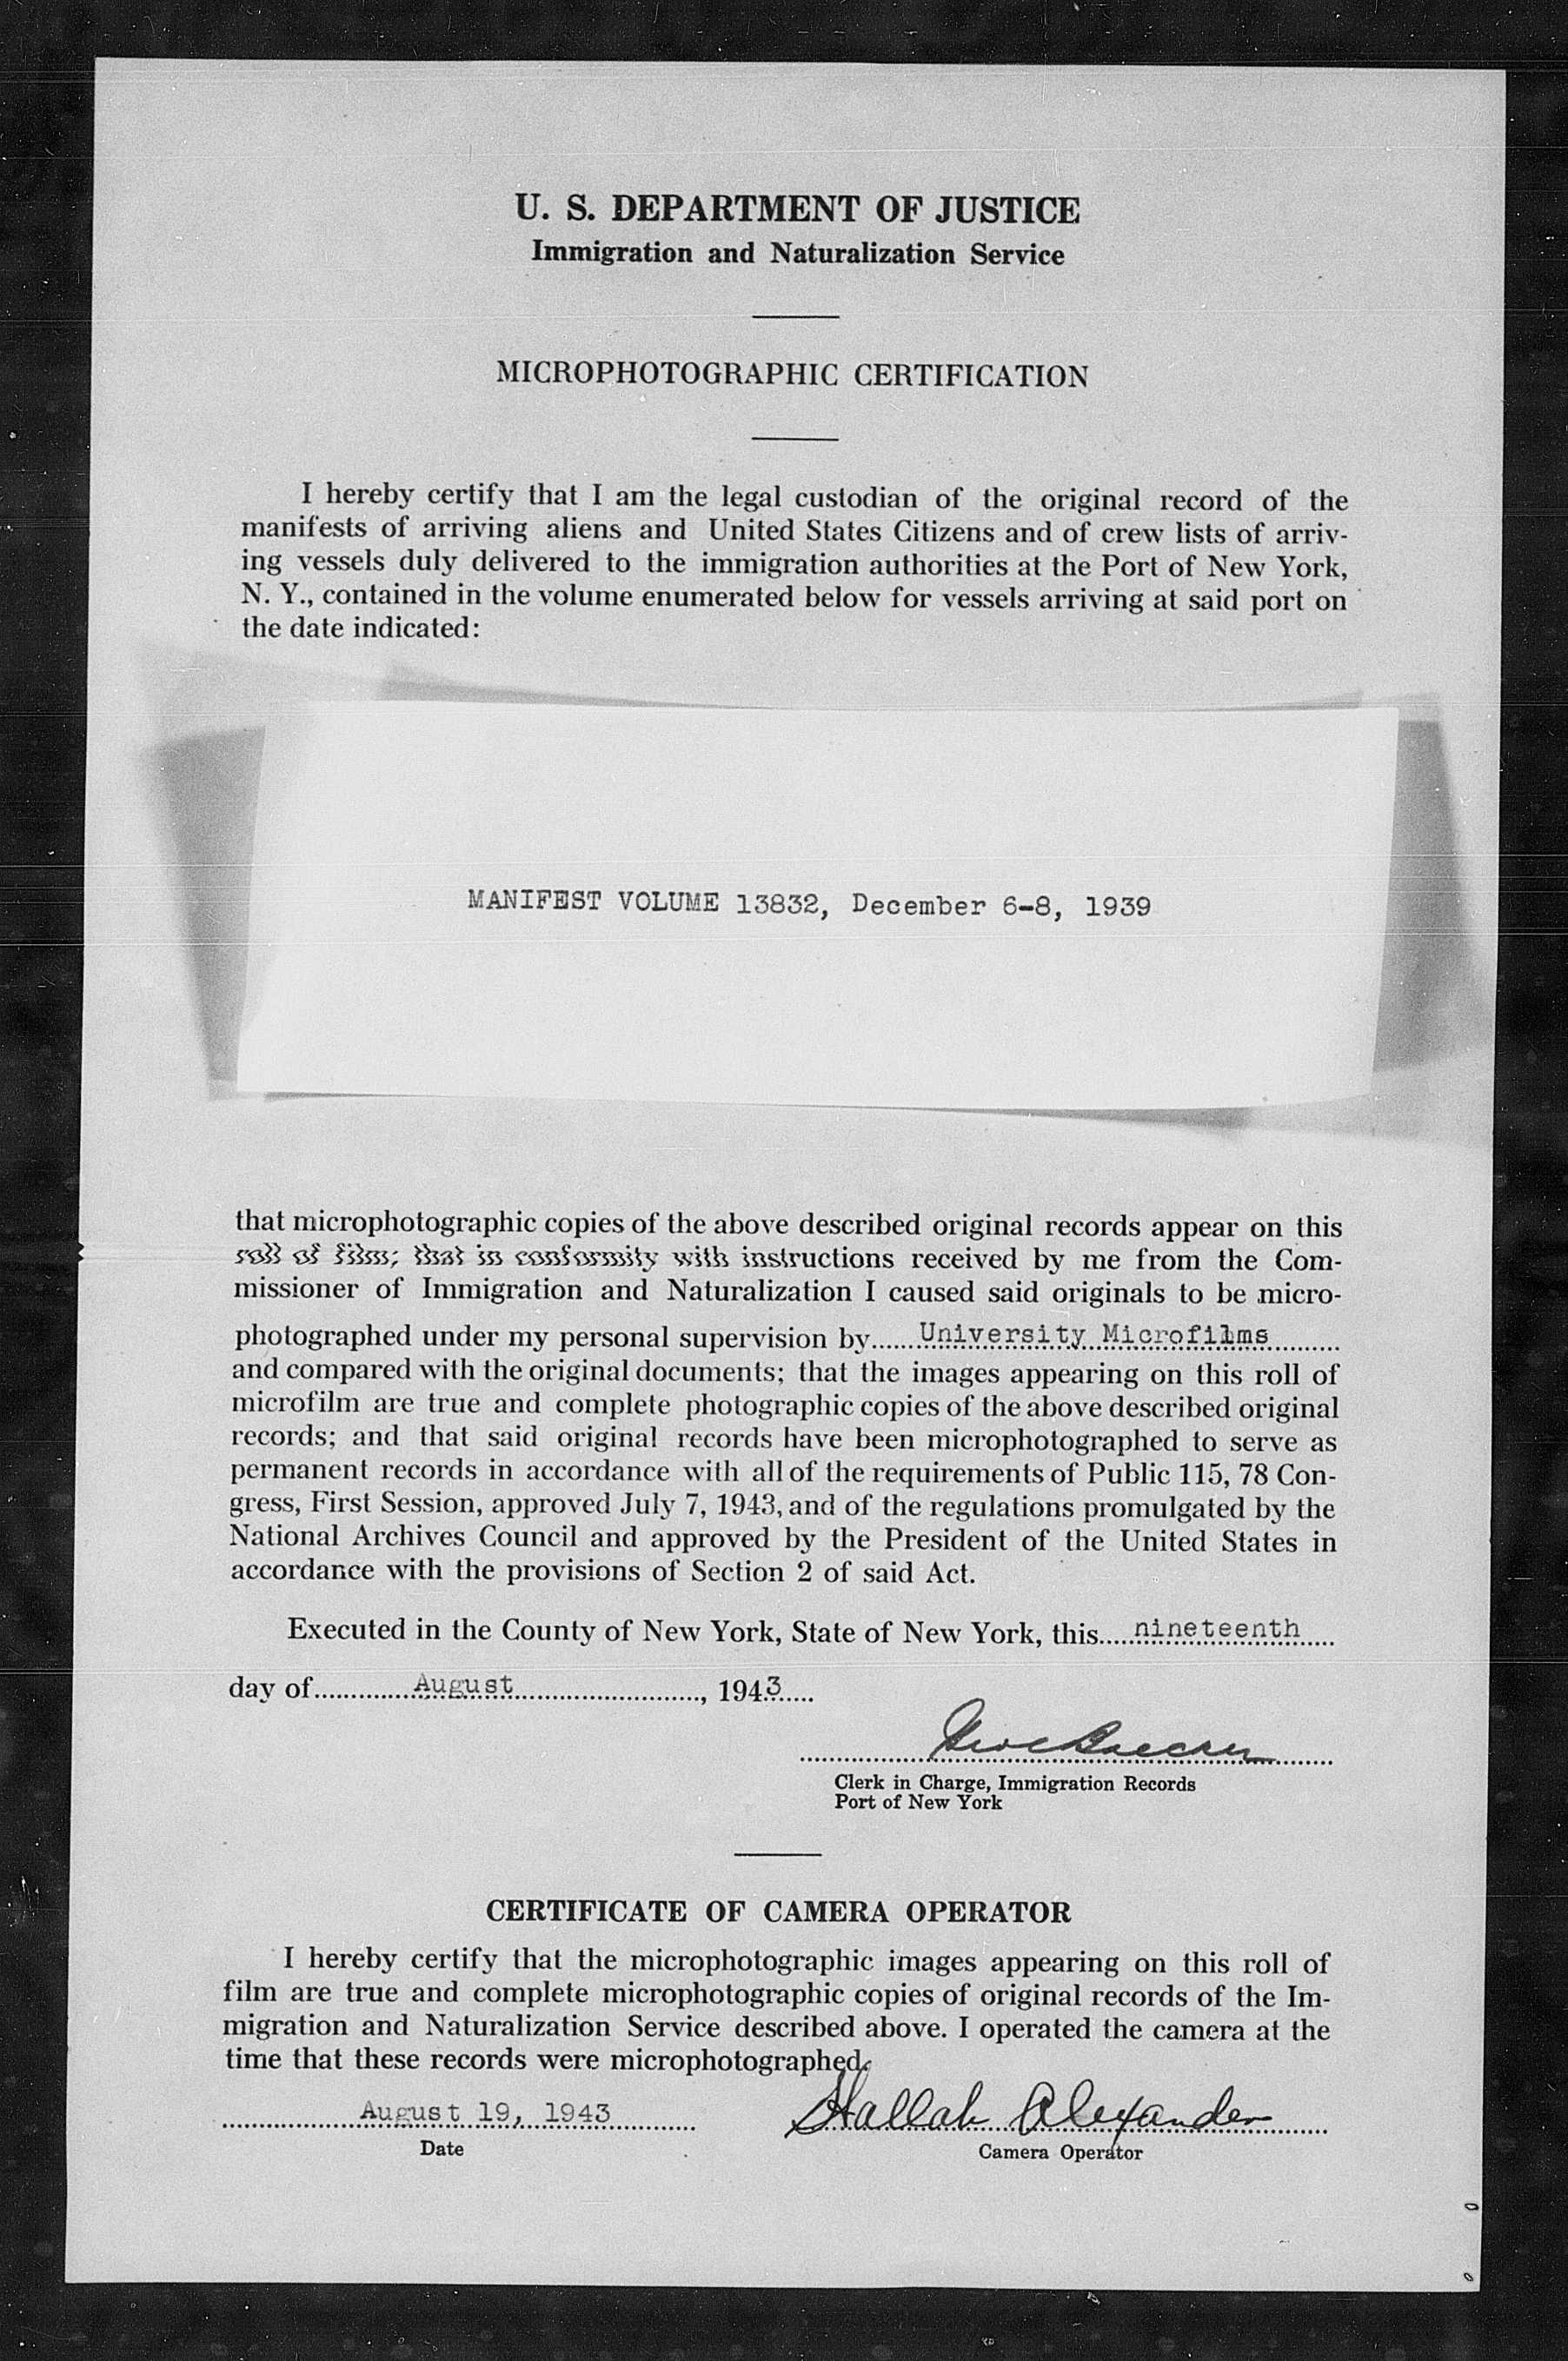 U. S. DEPARTMENT OF JUSTICE
Immigration and Naturalization Service
MICROPHOTOGRAPHIC CERTIFICATION
I hereby certify that I am the legal custodian of the original record of the
manifests of arriving aliens and United States Citizens and of crew lists of arriv-
ing vessels duly delivered to the immigration authorities at the Port of New York,
N. Y., contained in the volume enumerated below for vessels arriving at said port on
the date indicated:
MANIFEST VOLUME 13832, December 6-8, 1939
that microphotographic copies of the above described original records appear on this
roll of film; that in conformity with instructions received by me from the Com-
missioner of Immigration and Naturalization I caused said originals to be micro-
photographed under my personal supervision by University Microfilms
and compared with the original documents; that the images appearing on this roll of
microfilm are true and complete photographic copies of the above described original
records; and that said original records have been microphotographed to serve as
permanent records in accordance with all of the requirements of Public 115, 78 Con-
gress, First Session, approved July 7, 1943, and of the regulations promulgated by the
National Archives Council and approved by the President of the United States in
accordance with the provisions of Section 2 of said Act.
Executed in the County of New York, State of New York, this nineteenth
day of August, 1943
Clerk in Charge, Immigration Records
Port of New York
CERTIFICATE OF CAMERA OPERATOR
I hereby certify that the microphotographic images appearing on this roll of
film are true and complete microphotographic copies of original records of the Im-
migration and Naturalization Service described above. I operated the camera at the
time that these records were microphotographed.
August 19, 1943 Hallah Alexander
Date Camera Operator